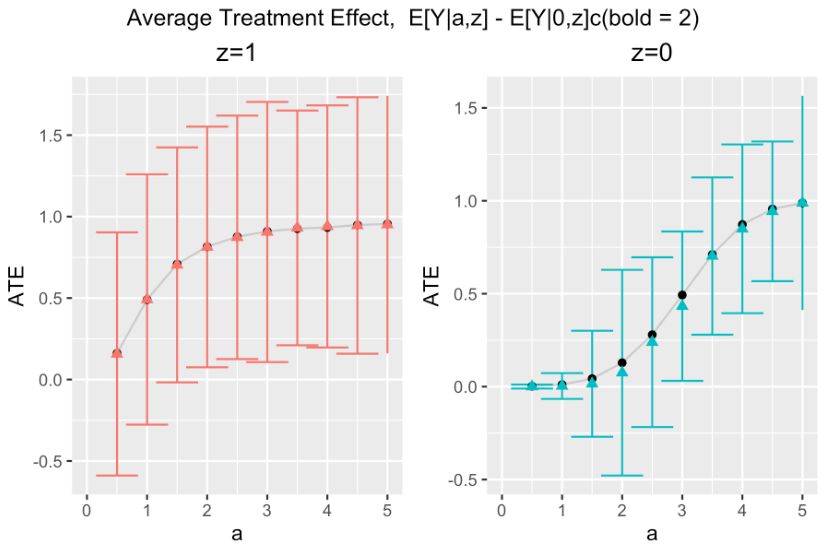 Average Treatment Effect,  E[Y|a,z] - E[Y|0,z]c(bold = 2)
z=1
z=0
ATE
1.5
1.0
0.5
0.0
-0.5
0 1 2 3 4 5
a
ATE
1.5
1.0
0.5
0.0
-0.5
0 1 2 3 4 5
a